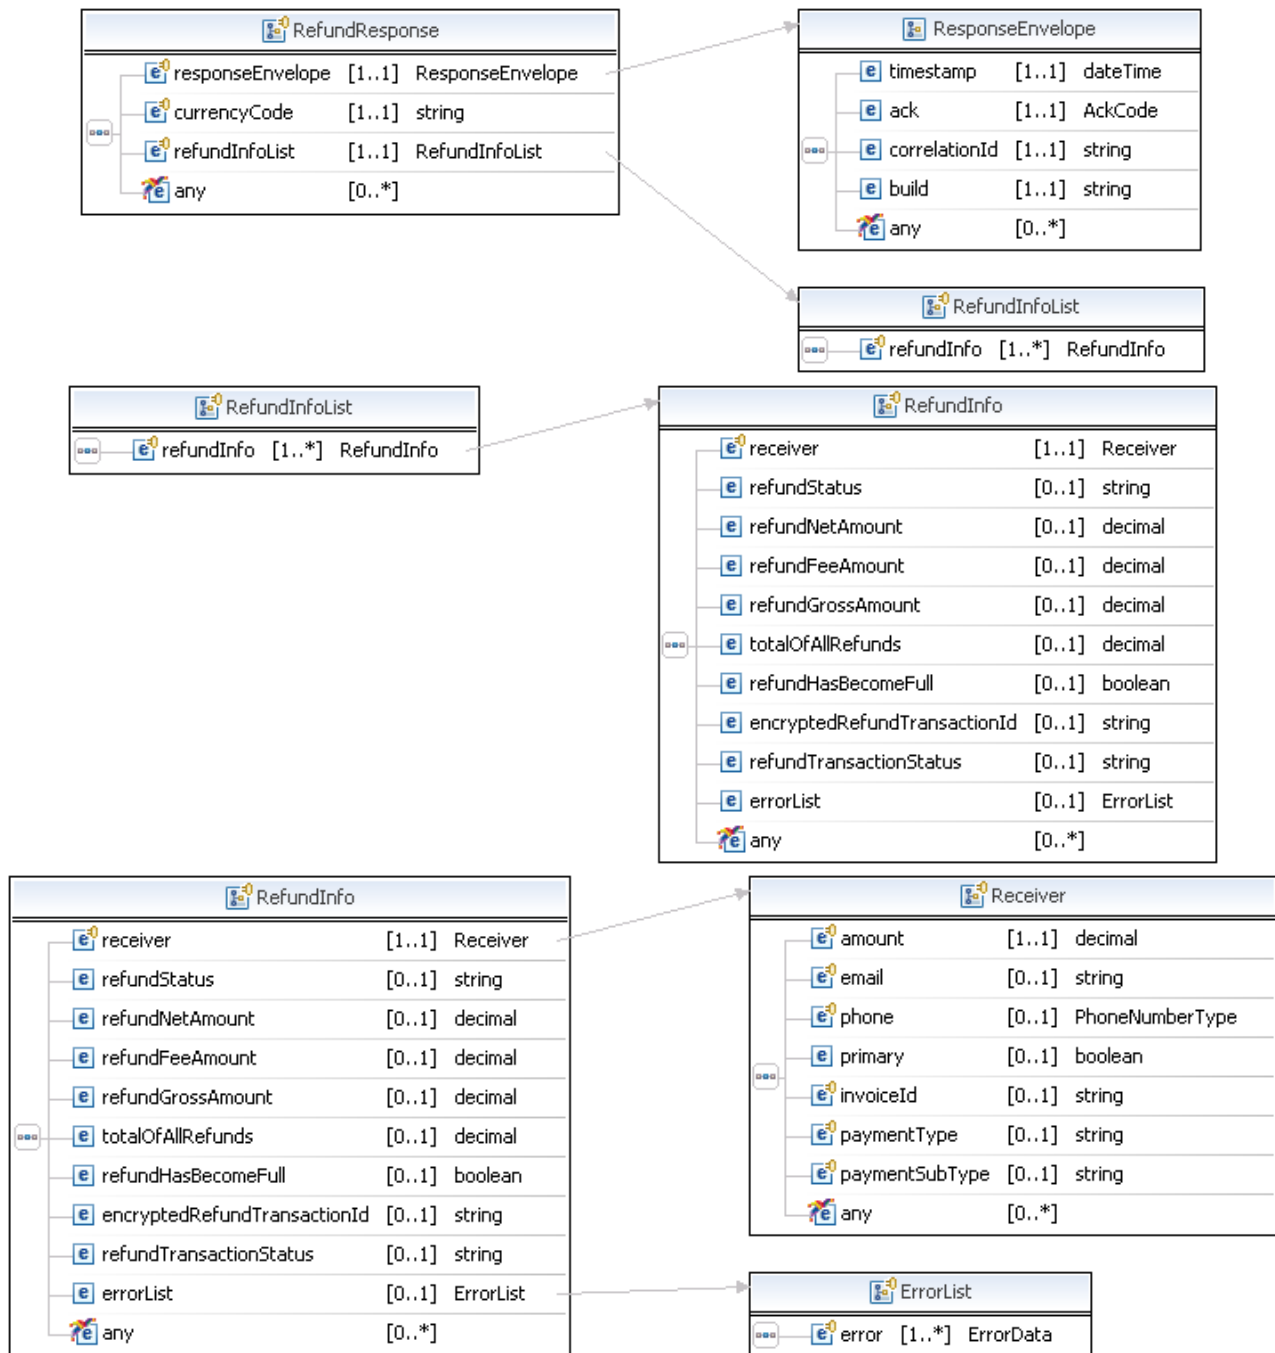 RefundResponse
responseEnvelope [1..1] ResponseEnvelope
currencyCode [1..1] string
refundInfoList [1..1] RefundInfoList
any [0..*]
ResponseEnvelope
timestamp [1..1] dateTime
ack [1..1] AckCode
correlationId [1..1] string
build [1..1] string
any [0..*]
RefundInfoList
refundInfo [1..*] RefundInfo
RefundInfoList
refundInfo [1..*] RefundInfo
RefundInfo
receiver [1..1] Receiver
refundStatus [0..1] string
refundNetAmount [0..1] decimal
refundFeeAmount [0..1] decimal
refundGrossAmount [0..1] decimal
totalOfAllRefunds [0..1] decimal
refundHasBecomeFull [0..1] boolean
encryptedRefundTransactionId [0..1] string
refundTransactionStatus [0..1] string
errorList [0..1] ErrorList
any [0..*]
RefundInfo
receiver [1..1] Receiver
refundStatus [0..1] string
refundNetAmount [0..1] decimal
refundFeeAmount [0..1] decimal
refundGrossAmount [0..1] decimal
totalOfAllRefunds [0..1] decimal
refundHasBecomeFull [0..1] boolean
encryptedRefundTransactionId [0..1] string
refundTransactionStatus [0..1] string
errorList [0..1] ErrorList
any [0..*]
Receiver
amount [1..1] decimal
email [0..1] string
phone [0..1] PhoneNumberType
primary [0..1] boolean
invoiceId [0..1] string
paymentType [0..1] string
paymentSubType [0..1] string
any [0..*]
ErrorList
error [1..*] ErrorData